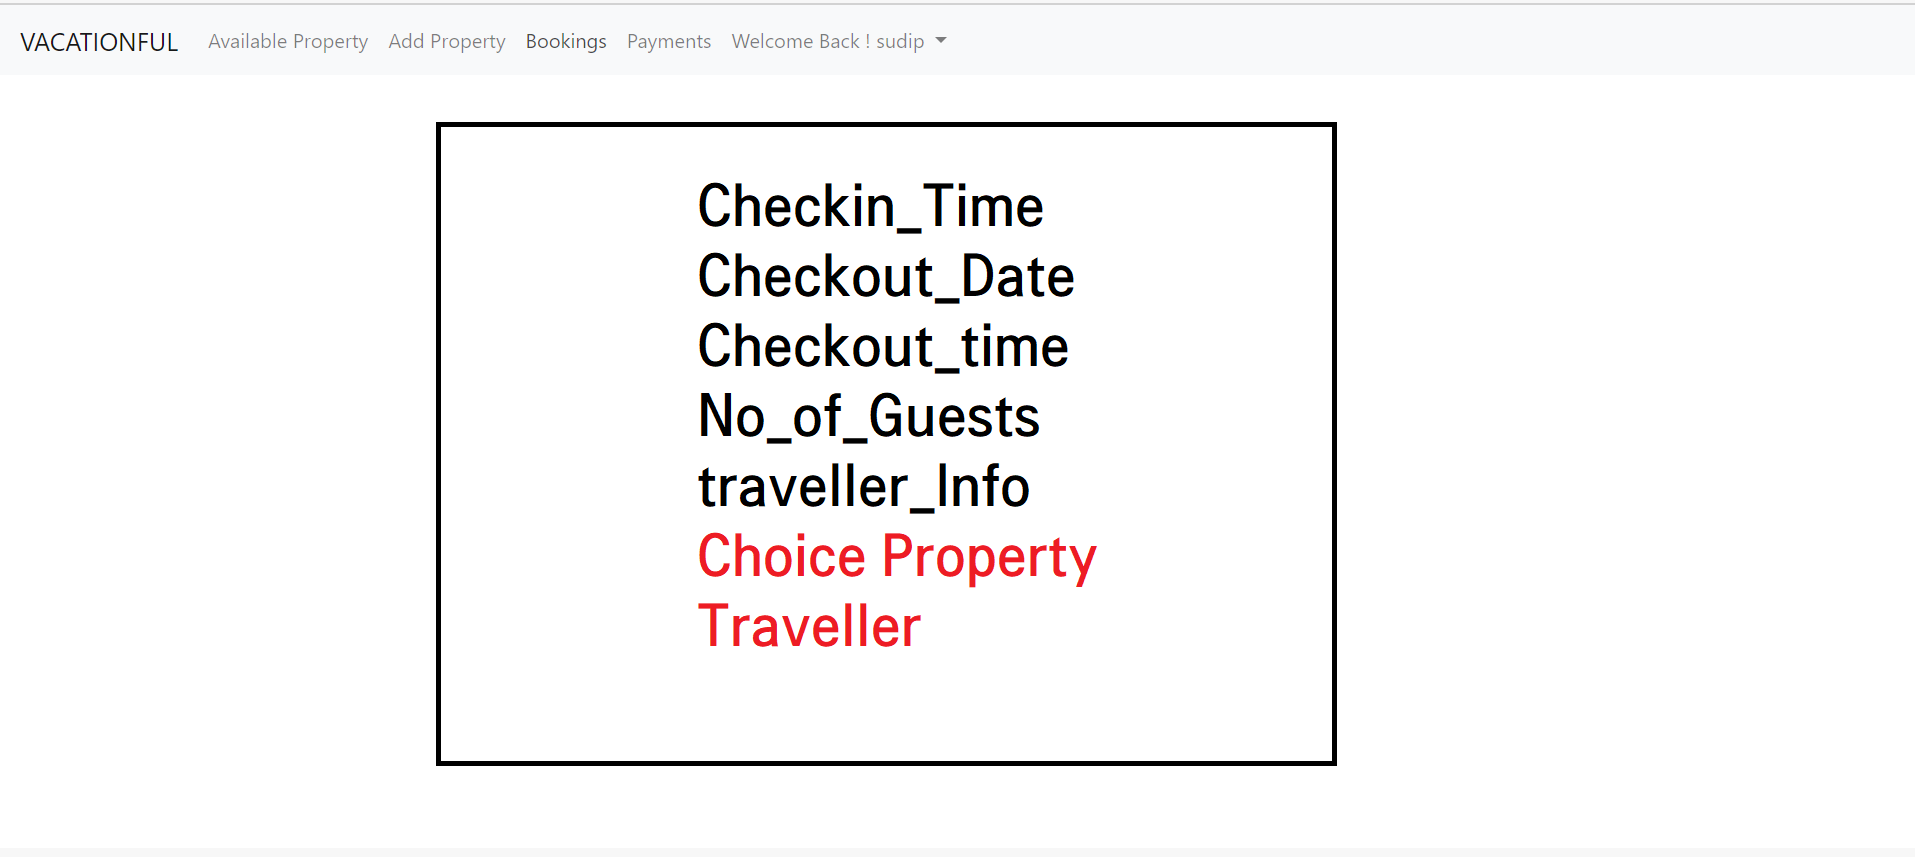 VACATIONFUL Available Property Add Property Bookings Payments Welcome Back ! sudip
Checkin_Time
Checkout_Date
Checkout_time
No_of_Guests
traveller_Info
Choice Property
Traveller